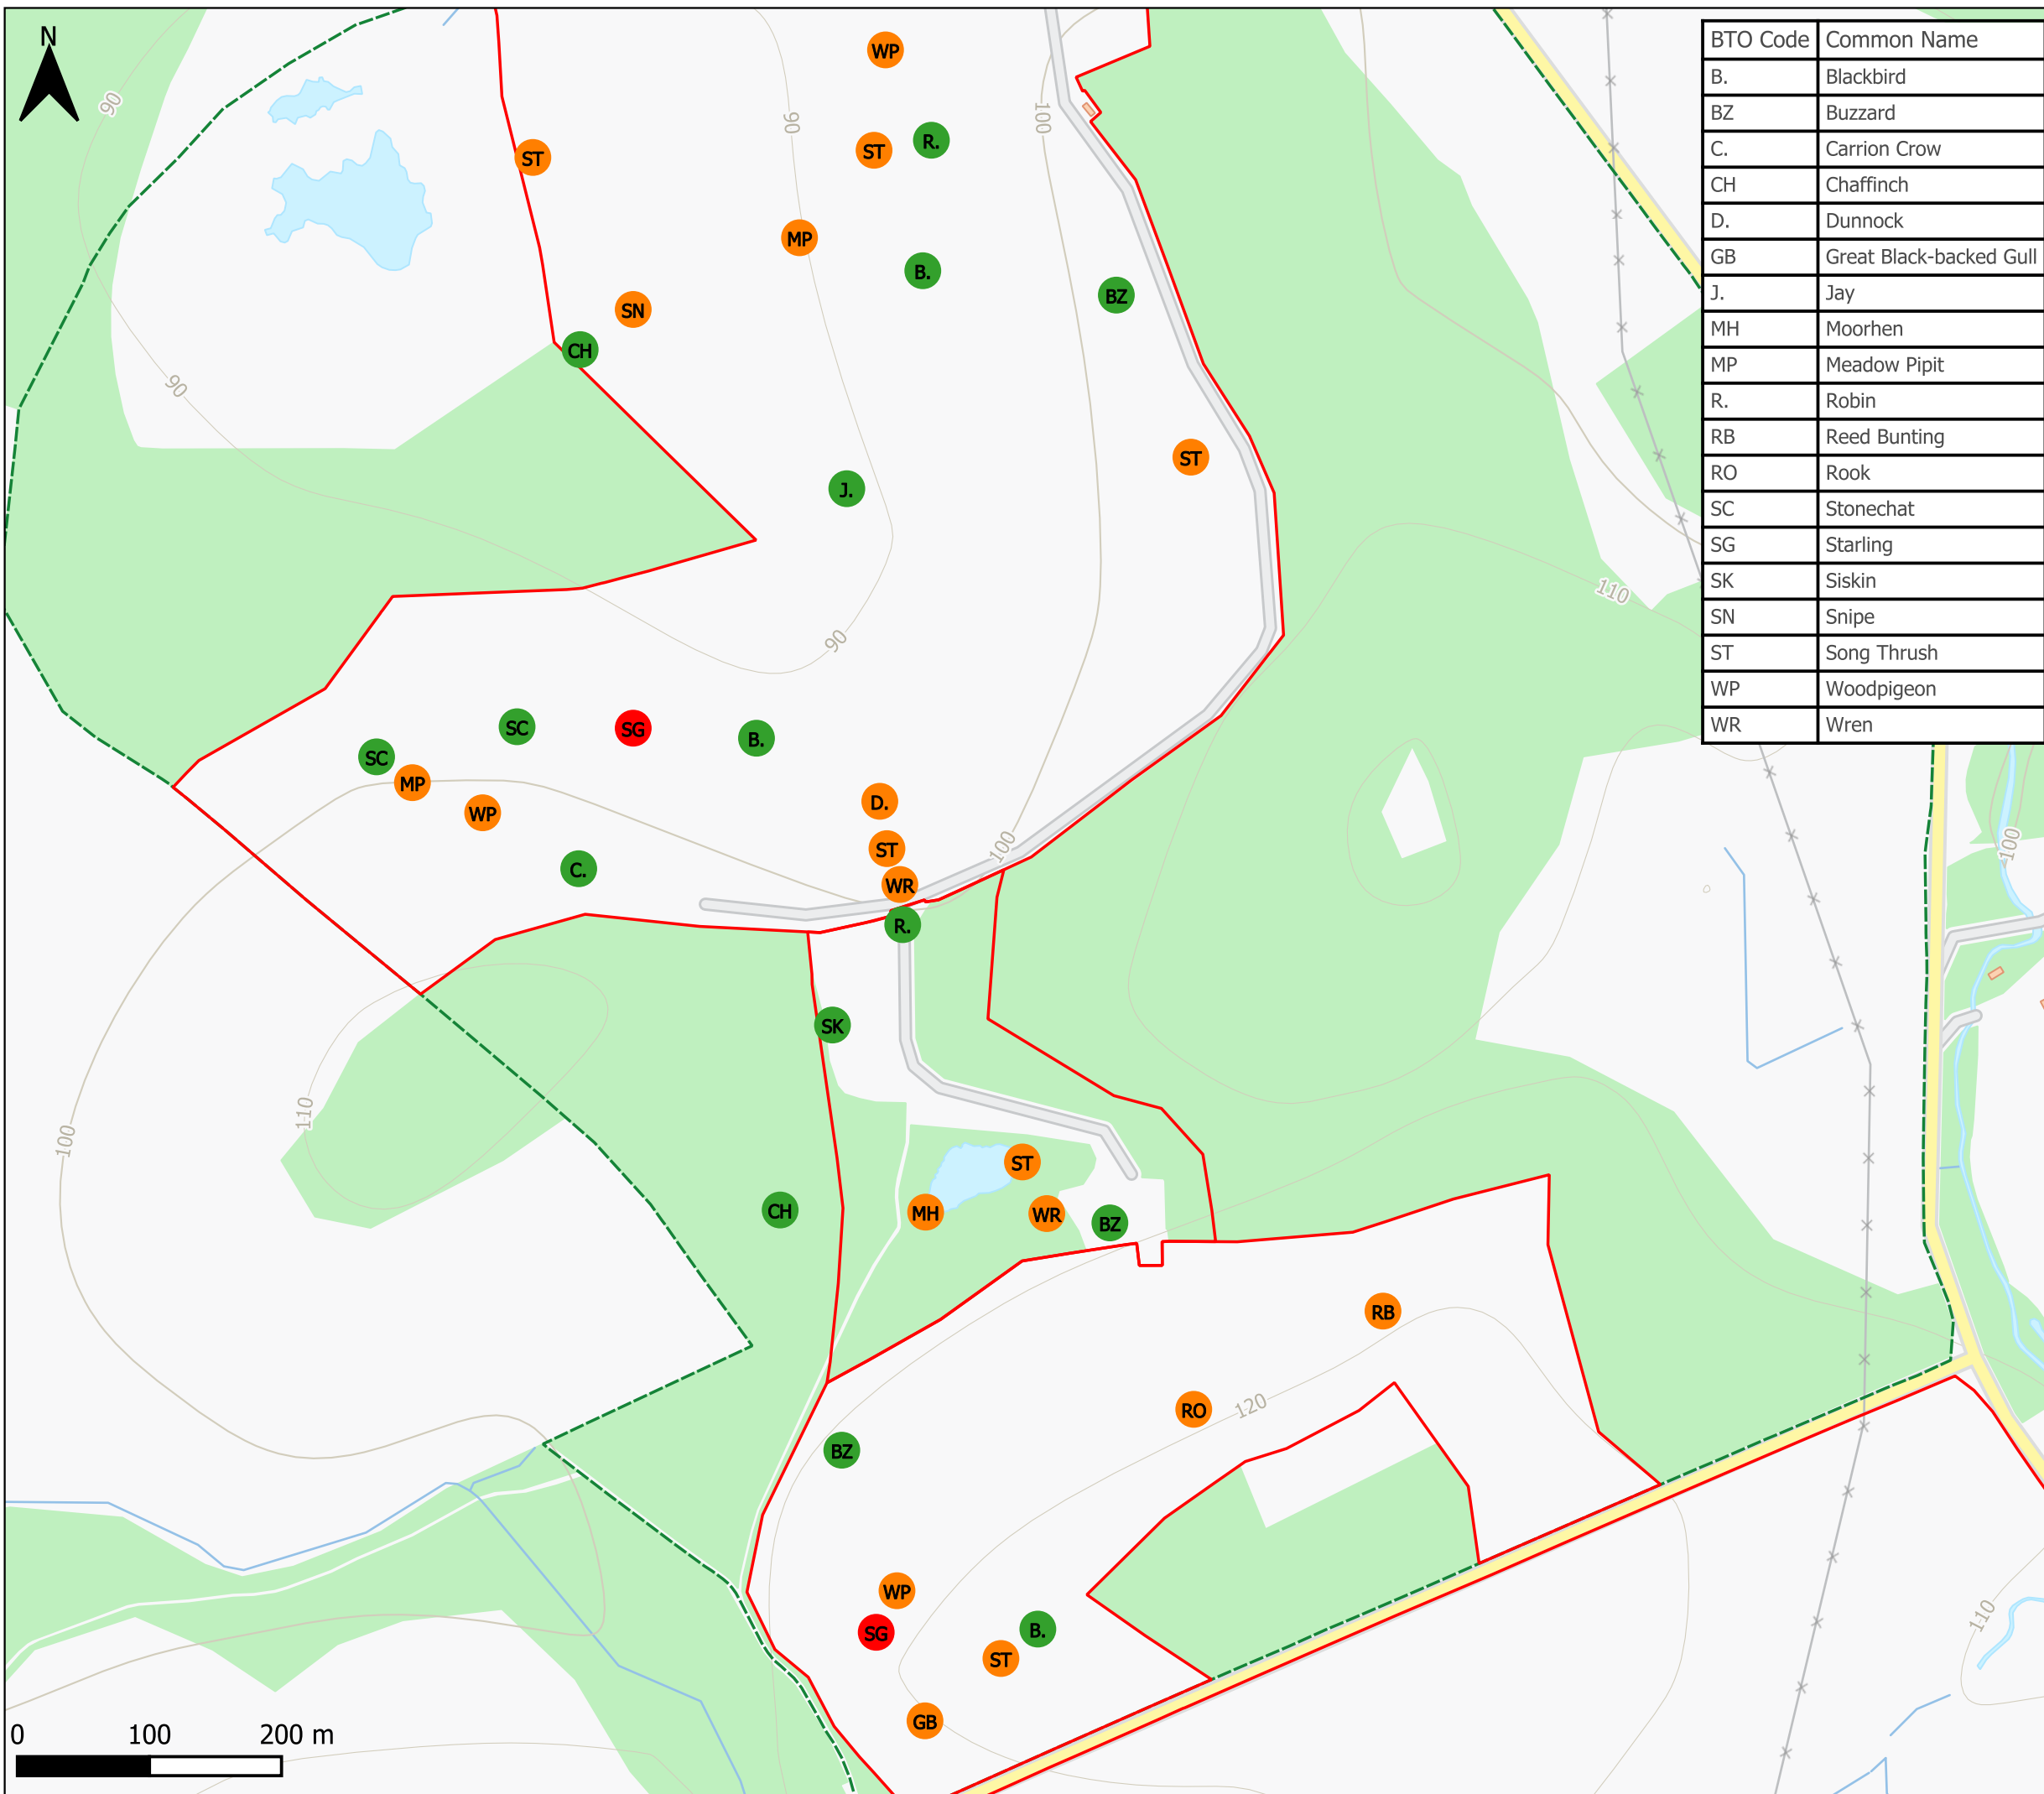 N
BTO Code Common Name
B. Blackbird
BZ Buzzard
C. Carrion Crow
CH Chaffinch
D. Dunnock
GB Great Black-backed Gull
J. Jay
MH Moorhen
MP Meadow Pipit
R. Robin
RB Reed Bunting
RO Rook
SC Stonechat
SG Starling
SK Siskin
SN Snipe
ST Song Thrush
WP Woodpigeon
WR Wren
WP
90
100
90
ST
R.
ST
MP
B.
BZ
SN
CH
90
ST
J.
110
90
SC
SG
B.
SC
MP
D.
WP
ST
100
100
C.
WR
R.
SK
110
100
ST
CH
MH
WR
BZ
RB
120
RO
BZ
WP
SG
B.
110
ST
GB
0 100 200 m